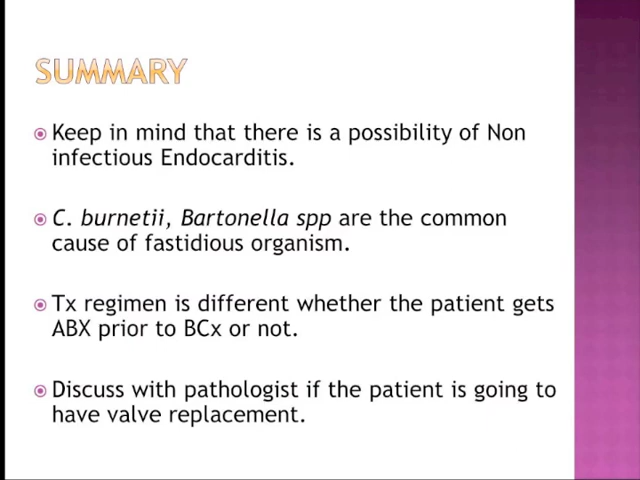 SUMMARY
Keep in mind that there is a possibility of Non
infectious Endocarditis.
C. burnetii, Bartonella spp are the common
cause of fastidious organism.
Tx regimen is different whether the patient gets
ABX prior to BCx or not.
Discuss with pathologist if the patient is going to
have valve replacement.